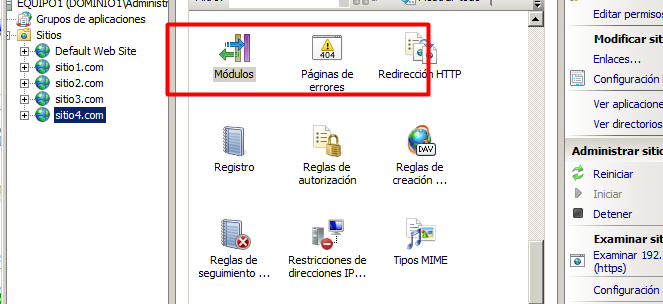 EQUIPO1 (DOMINIO1\Administr
Grupos de aplicaciones
Sitios
Default Web Site
sitio1.com
sitio2.com
sitio3.com
sitio4.com
Módulos
404
Páginas de
errores
Redirección HTTP
Registro
Reglas de
autorización
DAV
Reglas de
creación ...
Reglas de
seguimiento ...
Restricciones de
direcciones IP...
Tipos MIME
Editar permiso
Modificar sitio
Enlaces...
Configuración
Ver aplicacione
Ver directorios
Administrar sitio
Reiniciar
Iniciar
Detener
Examinar sit
Examinar 192.
(https)
Configuración